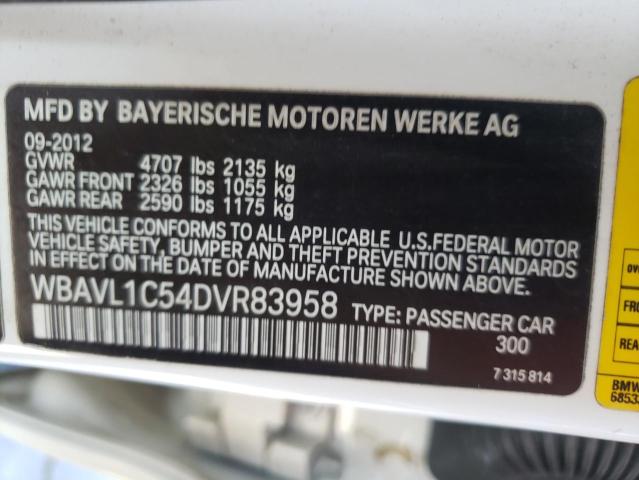 MFD BY BAYERISCHE MOTOREN WERKE AG
09-2012
GVWR 4707 lbs 2135 kg
GAWR FRONT 2326 lbs 1055 kg
GAWR REAR 2590 lbs 1175 kg
THIS VEHICLE CONFORMS TO ALL APPLICABLE U.S.FEDERAL MOTOR
VEHICLE SAFETY, BUMPER AND THEFT PREVENTION STANDARDS
IN EFFECT ON THE DATE OF MANUFACTURE SHOWN ABOVE.
WBAVL1C54DVR83958 TYPE: PASSENGER CAR
300
7 315 814
REA
BMW